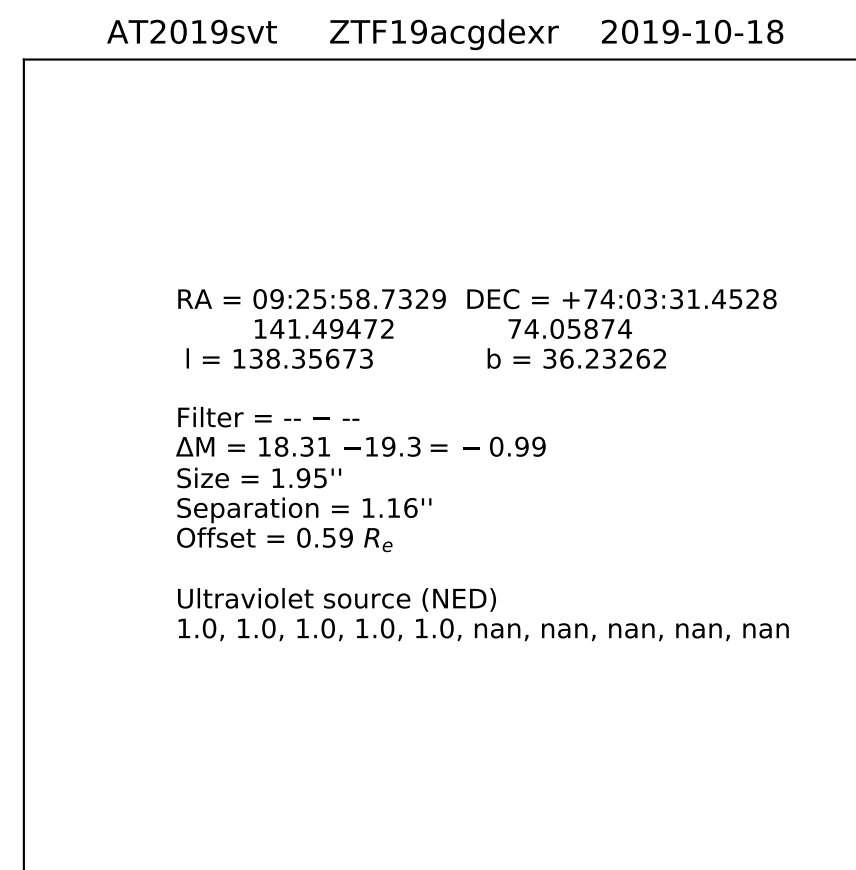 AT2019svt ZTF19acgdexr 2019-10-18
RA = 09:25:58.7329 DEC = +74:03:31.4528
141.49472 74.05874
l = 138.35673 b = 36.23262
Filter = -- − --
ΔM = 18.31 −19.3 = − 0.99
Size = 1.95''
Separation = 1.16''
Offset = 0.59 Re
Ultraviolet source (NED)
1.0, 1.0, 1.0, 1.0, 1.0, nan, nan, nan, nan, nan